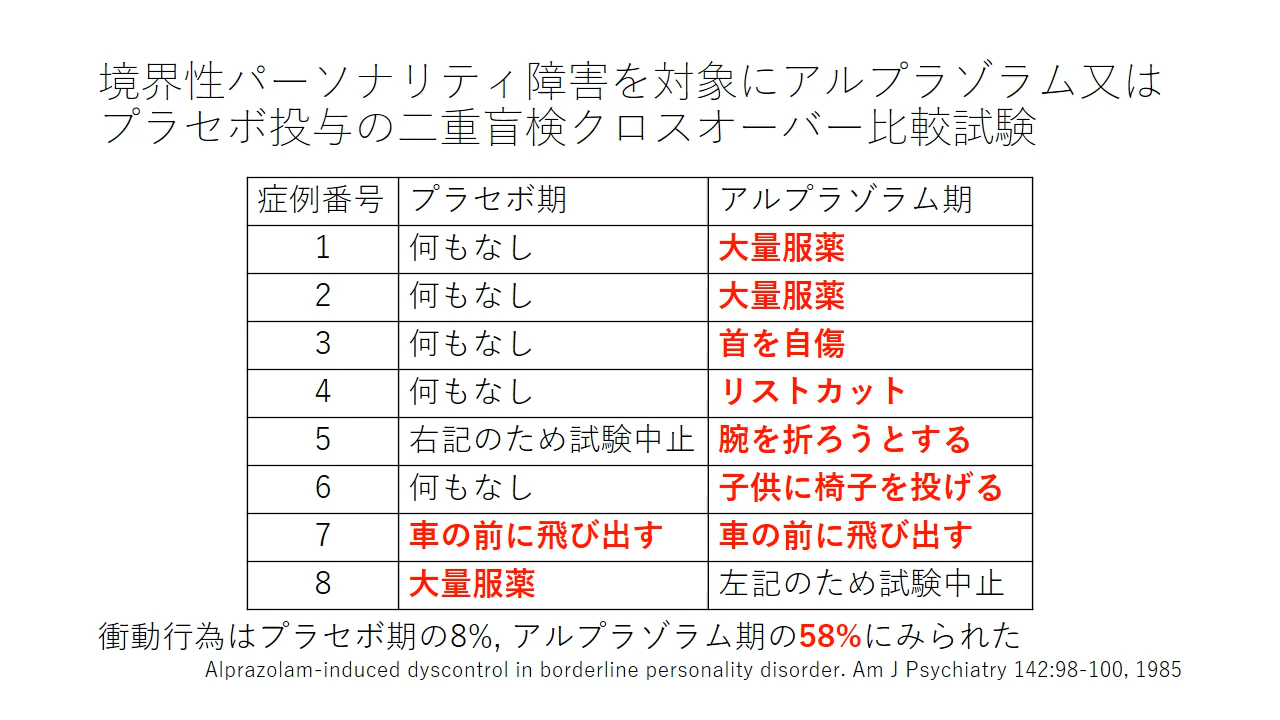 境界性パーソナリティ障害を対象にアルプラゾラム又は
プラセボ投与の二重盲検クロスオーバー比較試験
症例番号 プラセボ期 アルプラゾラム期
1 何もなし 大量服薬
2 何もなし 大量服薬
3 何もなし 首を自傷
4 何もなし リストカット
5 右記のため試験中止 腕を折ろうとする
6 何もなし 子供に椅子を投げる
7 車の前に飛び出す 車の前に飛び出す
8 大量服薬 左記のため試験中止
衝動行為はプラセボ期の8%, アルプラゾラム期の58%にみられた
Alprazolam-induced dyscontrol in borderline personality disorder. Am J Psychiatry 142:98-100, 1985